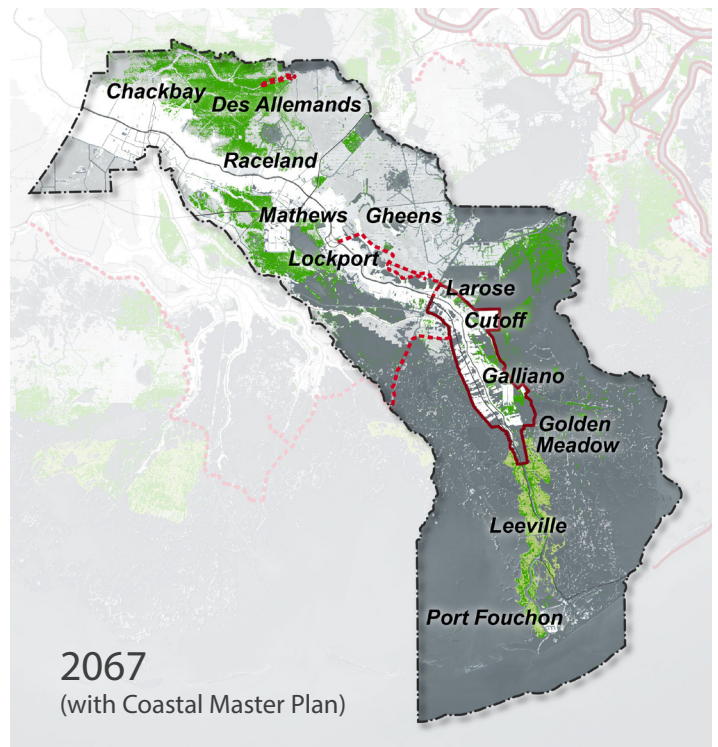 Chackbay
Des Allemands
Raceland
Mathews
Gheens
Lockport
Larose
Cutoff
Galliano
Golden
Meadow
Leeville
Port Fouchon
2067
(with Coastal Master Plan)